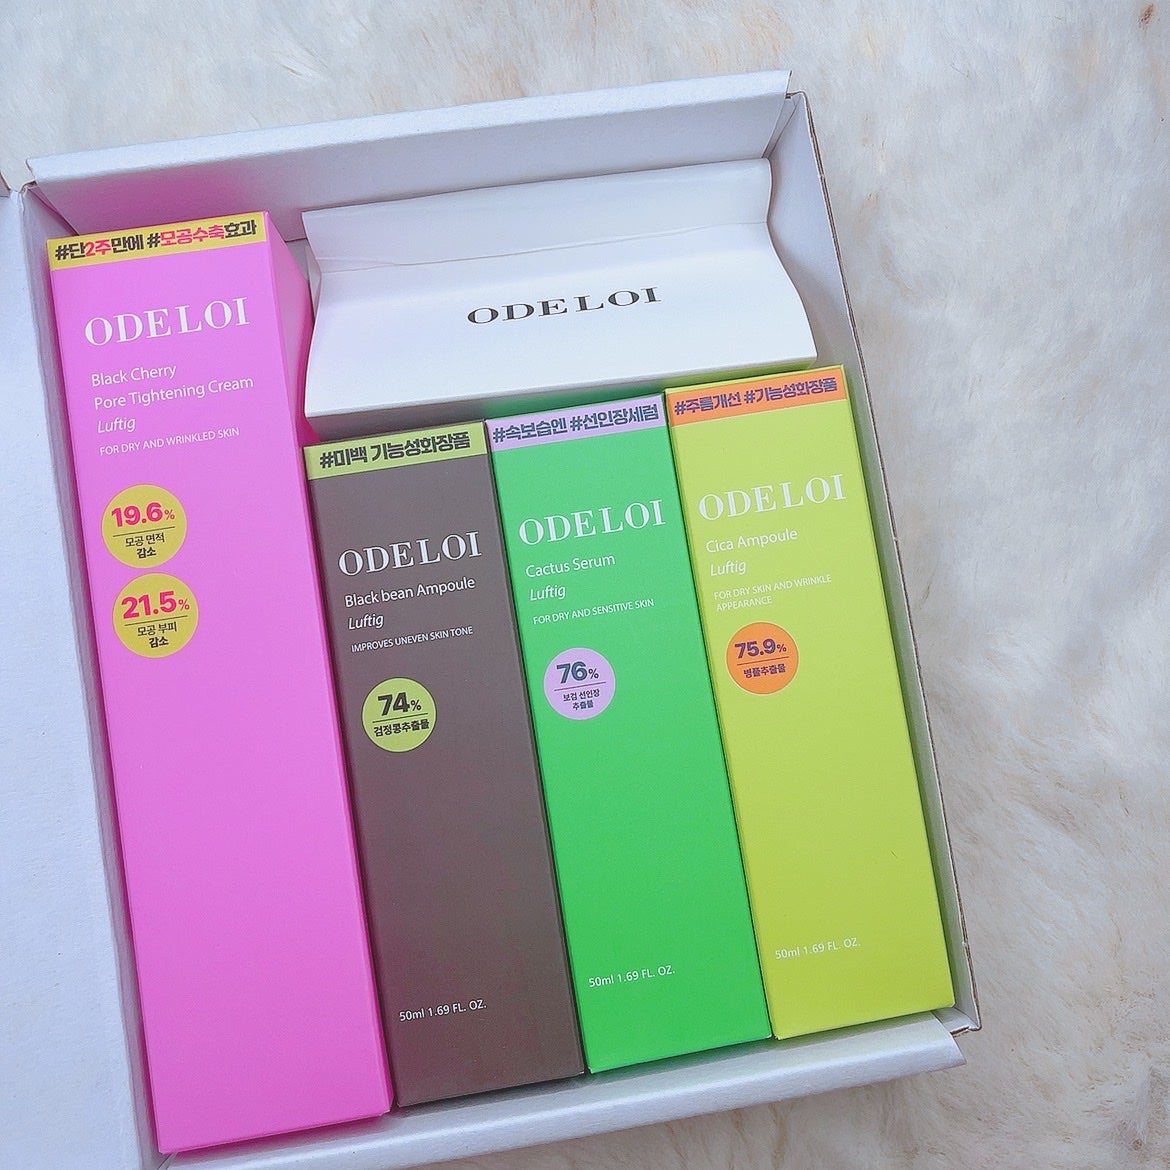 #단2주만에 #모공수축효과
ODELOI
Black Cherry
Pore Tightening Cream
Luftig
FOR DRY AND WRINKLED SKIN
19.6%
모공 면적
감소
21.5%
모공 부피
감소
ODELOI
#미백 기능성화장품
ODELOI
Black bean Ampoule
Luftig
IMPROVES UNEVEN SKIN TONE
74%
검정콩추출물
50ml 1.69 FL. OZ.
#속보습엔 #선인장세럼
ODELOI
Cactus Serum
Luftig
FOR DRY AND SENSITIVE SKIN
76%
보검 선인장
추출물
50ml 1.69 FL. OZ.
#주름개선 #기능성화장품
ODELOI
Cica Ampoule
Luftig
FOR DRY SKIN AND WRINKLE
APPEARANCE
75.9%
병풀추출물
50ml 1.69 FL. OZ.